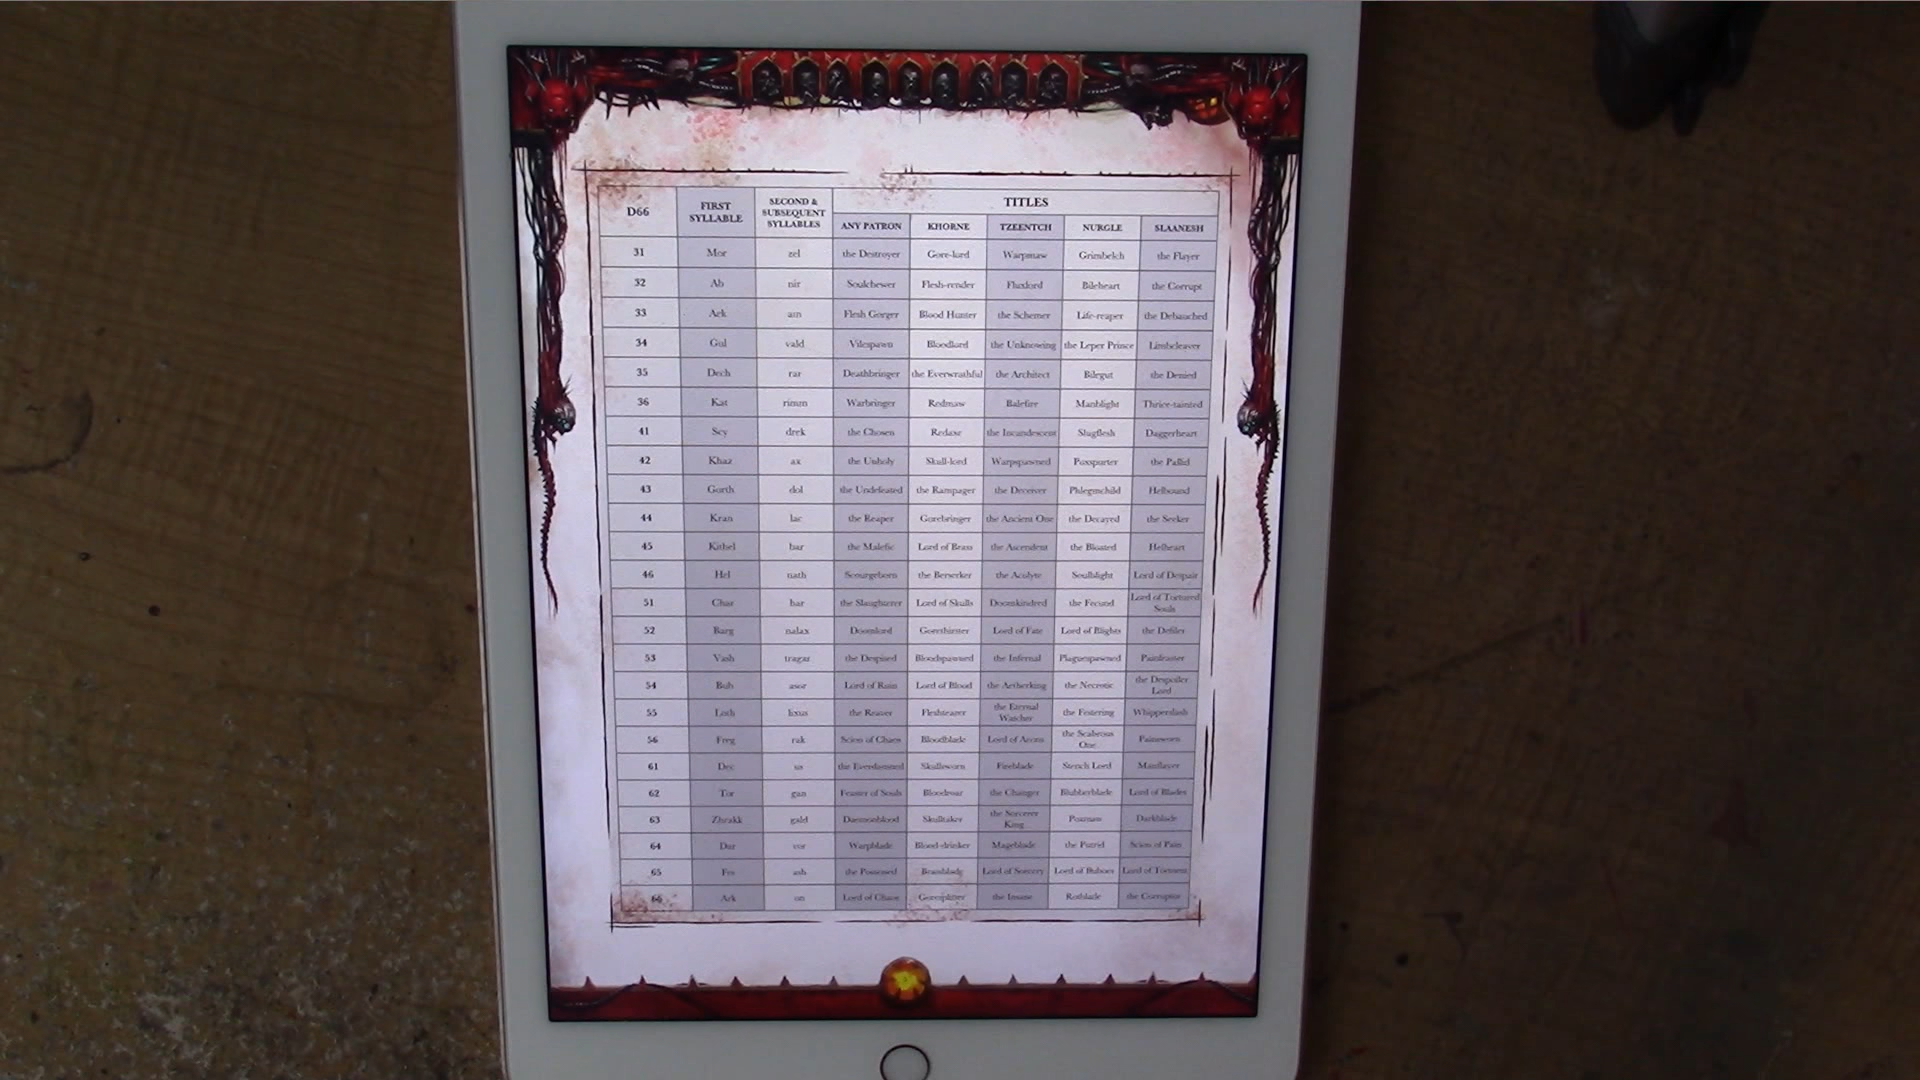 D66 FIRST SYLLABLE SECOND & SUBSEQUENT SYLLABLES TITLES
ANY PATRON KHORNE TZEENTCH NURGLE SLAANESH
31 Mor zel the Destroyer Gore-lord Warpmaw Grimbelch the Flayer
32 Ab nir Soulchewer Flesh-render Fluxlord Bileheart the Corrupt
33 Ack am Flesh Gorger Blood Hunter the Schemer Life-reaper the Debauched
34 Gul vald Vilespawn Bloodlord the Unknowing the Leper Prince Limbcleaver
35 Dech rar Deathbringer the Everwrathful the Architect Bilegut the Denied
36 Kat rimm Warbringer Redmaw Balefire Manblight Thrice-tainted
41 Scy drek the Chosen Redaxe the Incandescent Slugflesh Daggerheart
42 Khaz ax the Unholy Skull-lord Warpspawned Poxspurter the Pallid
43 Gorth dol the Undefeated the Rampager the Deceiver Phlegmchild Hellbound
44 Kran lac the Reaper Gorebringer the Ancient One the Decayed the Seeker
45 Kithel bar the Malefic Lord of Brass the Ascendent the Bloated Helheart
46 Hel nath Scourgeborn the Berserker the Acolyte Soulblight Lord of Despair
51 Char har the Slaughterer Lord of Skulls Doomkindred the Fecund Lord of Tortured Souls
52 Barg nalax Doomlord Gorethirster Lord of Fate Lord of Blights the Defiler
53 Vash tragar the Despised Bloodspawned the Infernal Plaguespawned Painfeaster
54 Bub asor Lord of Ruin Lord of Blood the Aetherking the Necrotic the Despoiler Lord
55 Loth the Reaver Fleshtearer the Eternal Watcher the Festering Whipperslash
56 Freg rak Scion of Chaos Bloodblade Lord of Arcana the Scabrous One Painsworn
61 Dec us the Everdamned Skullsworn Fireblade Stench Lord Manflayer
62 Tor gan Feaster of Souls Bloodroar the Changer Blubberblade Lord of Blades
63 Zhrakk gald Daemonblood Skulltaker the Sorcerer King Poxmaw Darkblade
64 Dar vor Warpblade Blood-drinker Mageblade the Putrid Scion of Pain
65 ash the Possessed Brassblade Lord of Sorcery Lord of Buboes Lord of Torment
66 Ark on Lord of Chaos Goresplitter the Insane Rotblade the Corruptor